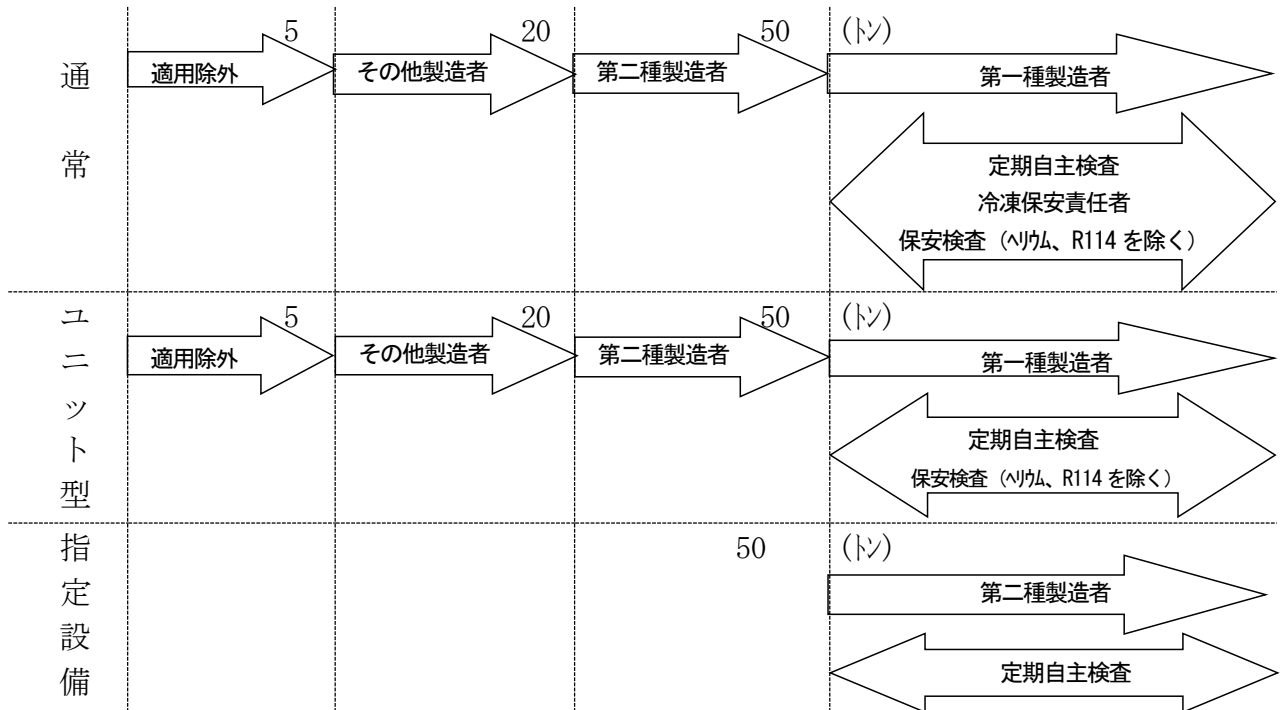 通常
5 20 50 (トン)
適用除外 その他製造者 第二種製造者 第一種製造者
定期自主検査
冷凍保安責任者
保安検査（ヘリウム、R114を除く）
ユニット型
5 20 50 (トン)
適用除外 その他製造者 第二種製造者 第一種製造者
定期自主検査
保安検査（ヘリウム、R114を除く）
指定設備
50 (トン)
第二種製造者
定期自主検査